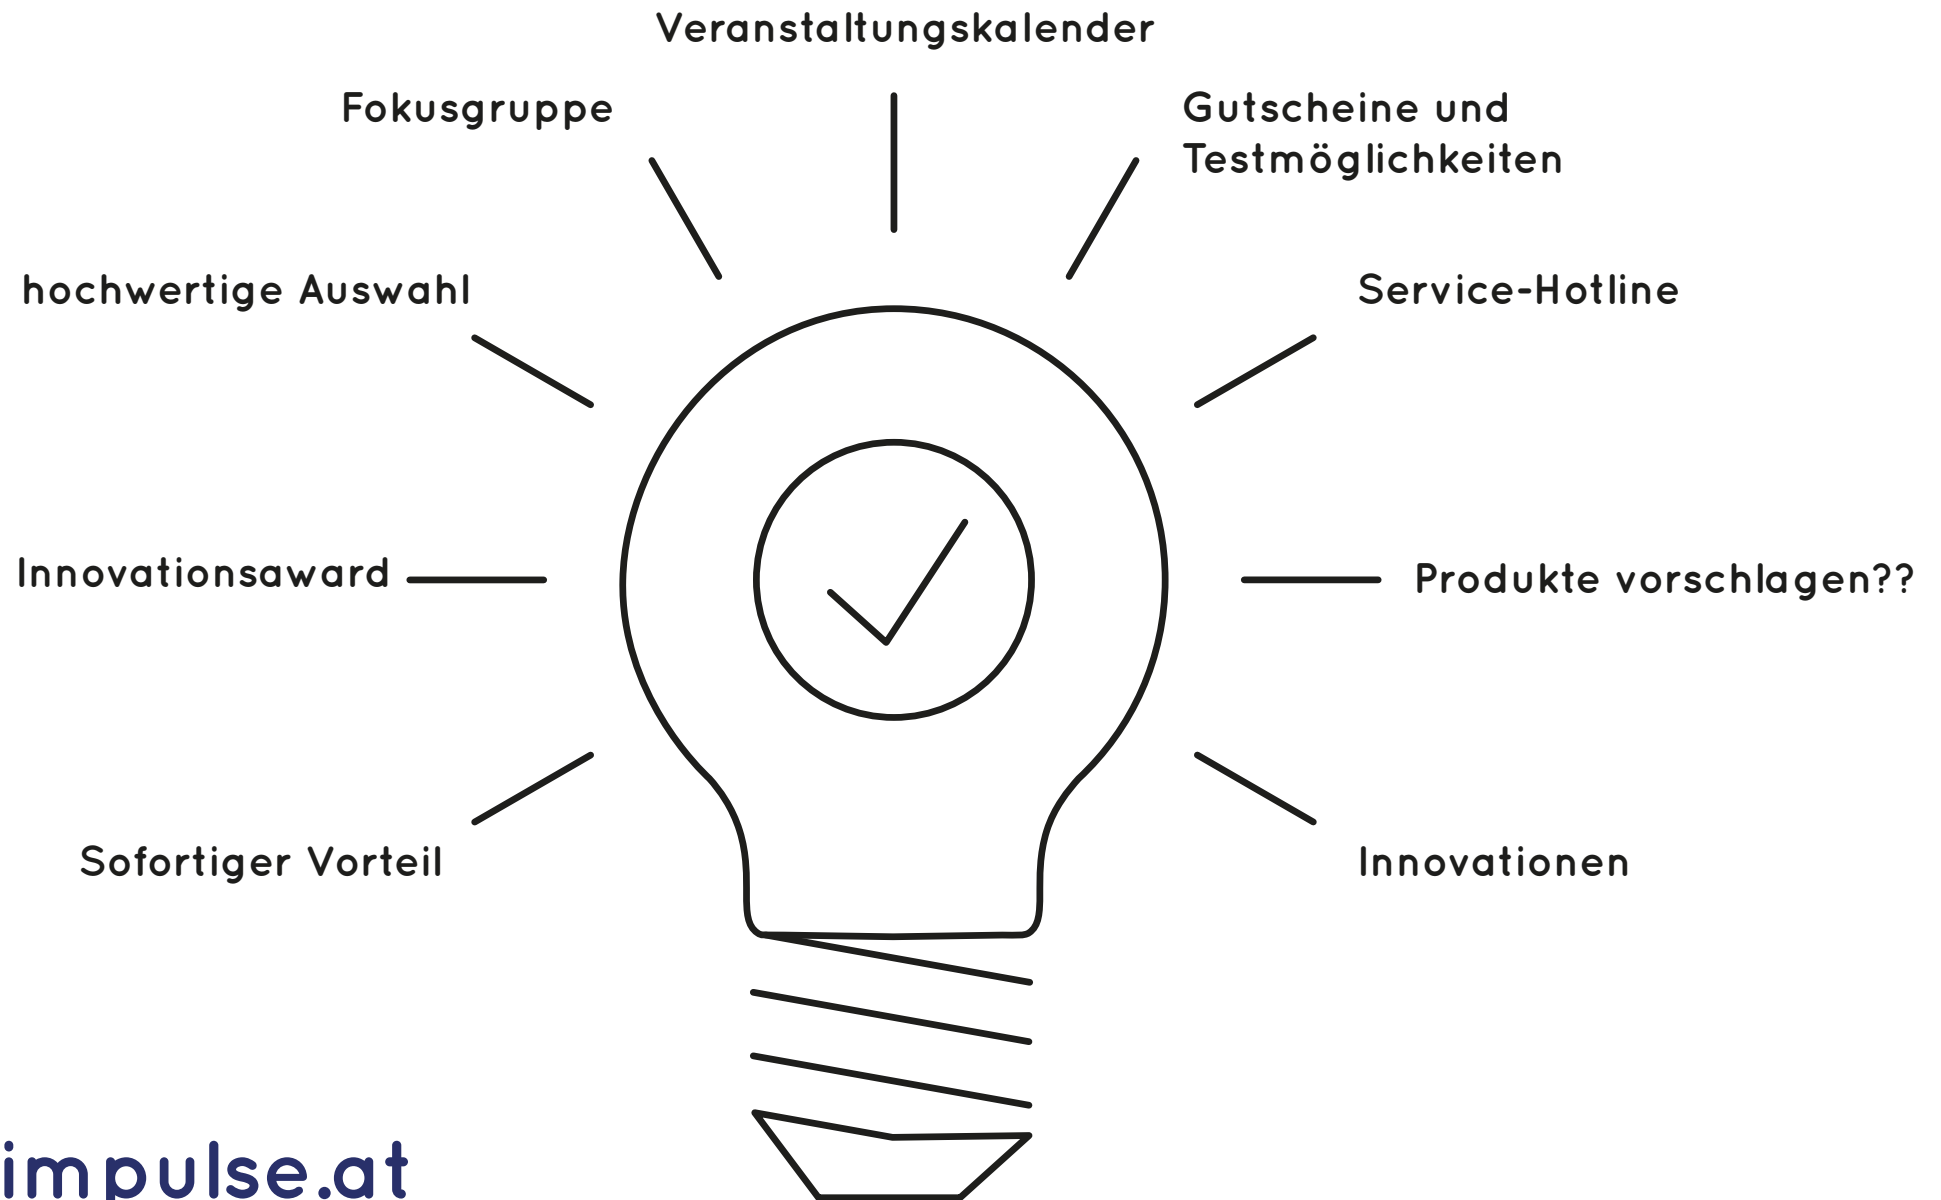 Veranstaltungskalender
Fokusgruppe
Gutscheine und
Testmöglichkeiten
hochwertige Auswahl
Service-Hotline
Innovationsaward
Produkte vorschlagen??
Sofortiger Vorteil
Innovationen
impulse.at